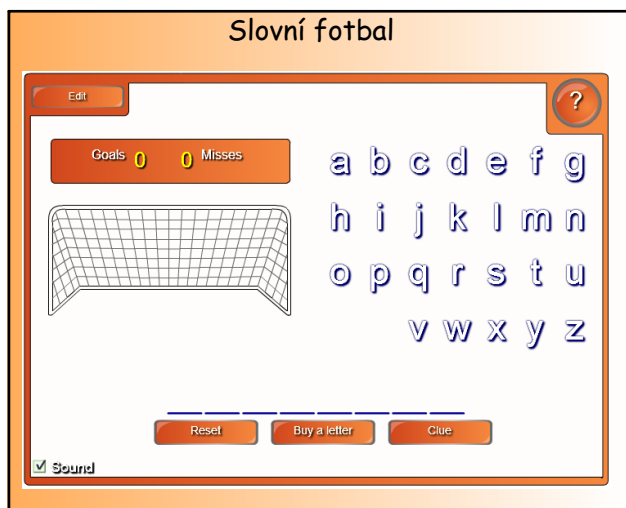 Slovní fotbal
Edit
?
Goals 0 0 Misses
a b c d e f g
h i j k l m n
o p q r s t u
v w x y z
Reset Buy a letter Clue
Sound